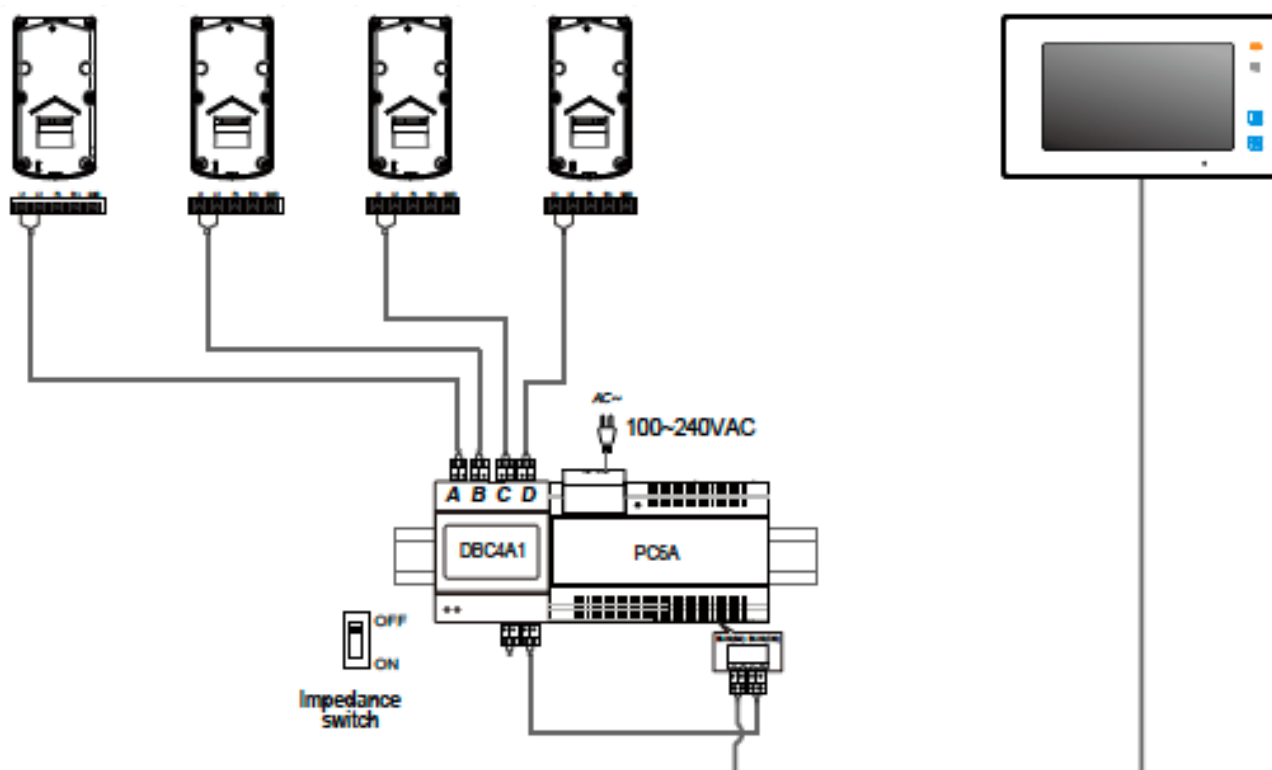 AC~
100~240VAC
A B C D
DBC4A1
PC5A
OFF
ON
Impedance
switch